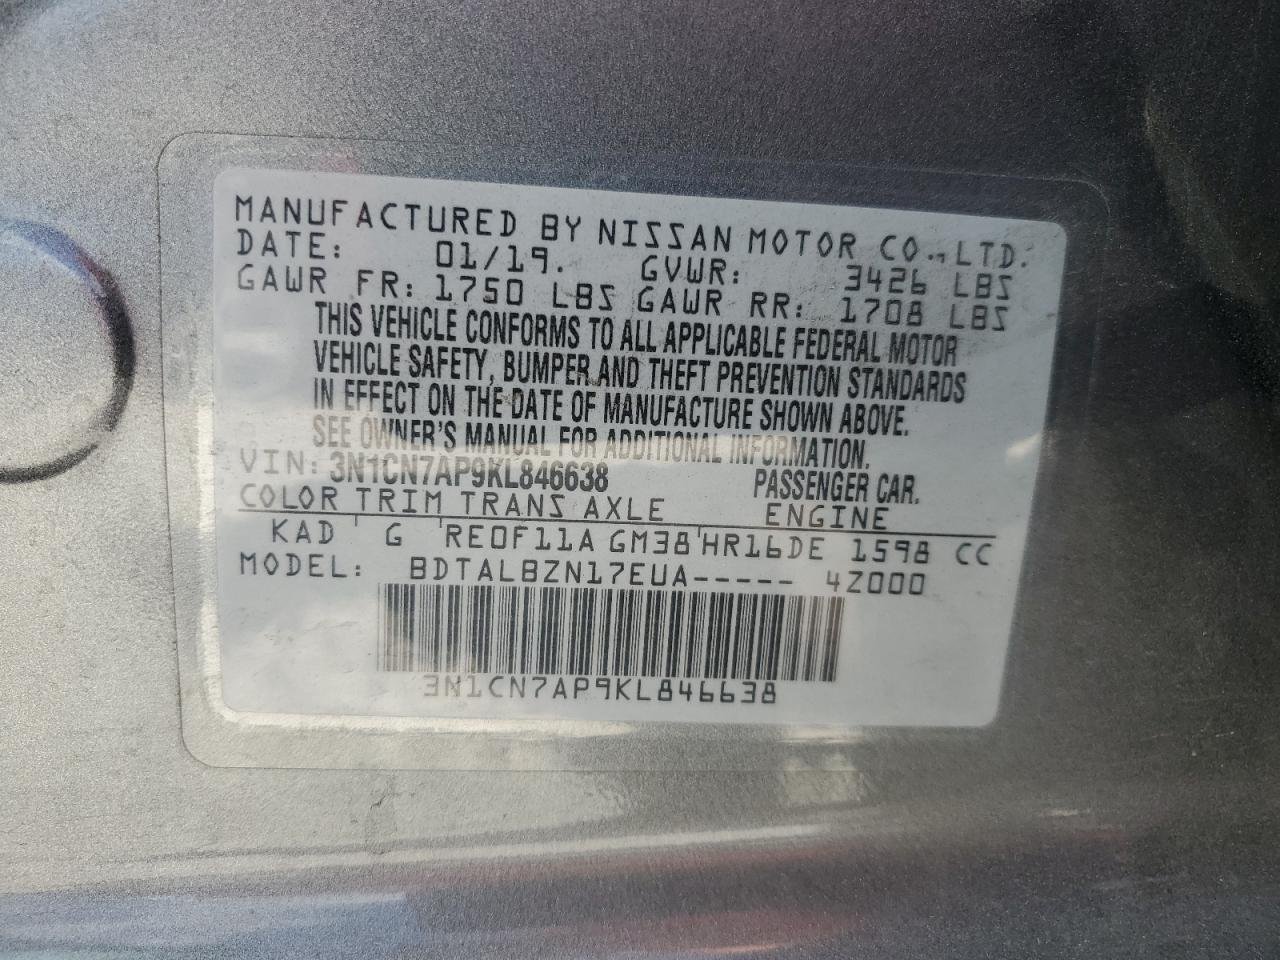 MANUFACTURED BY NISSAN MOTOR CO., LTD.
DATE: 01/19. GVWR: 3426 LBS
GAWR FR: 1750 LBS GAWR RR: 1708 LBS
THIS VEHICLE CONFORMS TO ALL APPLICABLE FEDERAL MOTOR
VEHICLE SAFETY, BUMPER AND THEFT PREVENTION STANDARDS
IN EFFECT ON THE DATE OF MANUFACTURE SHOWN ABOVE.
SEE OWNER'S MANUAL FOR ADDITIONAL INFORMATION.
VIN: 3N1CN7AP9KL846638 PASSENGER CAR.
COLOR TRIM TRANS AXLE ENGINE
KAD G RE0F11A GM38 HR16DE 1598 CC
MODEL: BDTALBZN17EUA----- 4Z000
3N1CN7AP9KL846638